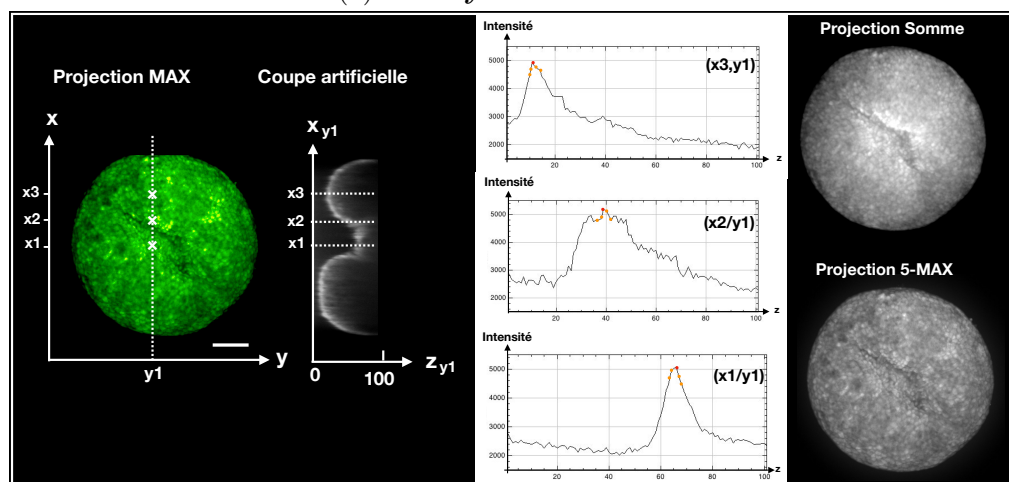 Projection MAX
Coupe artificielle
x
x3
x2
x1
y1
y
x y1
x3
x2
x1
0
100
z y1
Intensité
(x3,y1)
5000
4000
3000
2000
20
40
60
80
100
z
Intensité
(x2/y1)
5000
4000
3000
2000
20
40
60
80
100
z
Intensité
(x1/y1)
5000
4000
3000
2000
20
40
60
80
100
z
Projection Somme
Projection 5-MAX